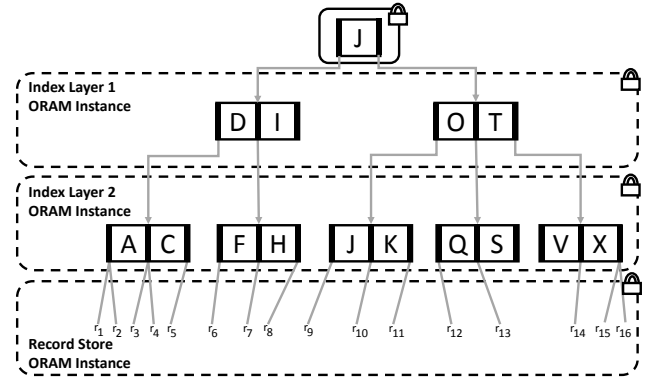 J
Index Layer 1
ORAM Instance
D I O T
Index Layer 2
ORAM Instance
A C F H J K Q S V X
r1 r2 r3 r4 r5 r6 r7 r8 r9 r10 r11 r12 r13 r14 r15 r16
Record Store
ORAM Instance